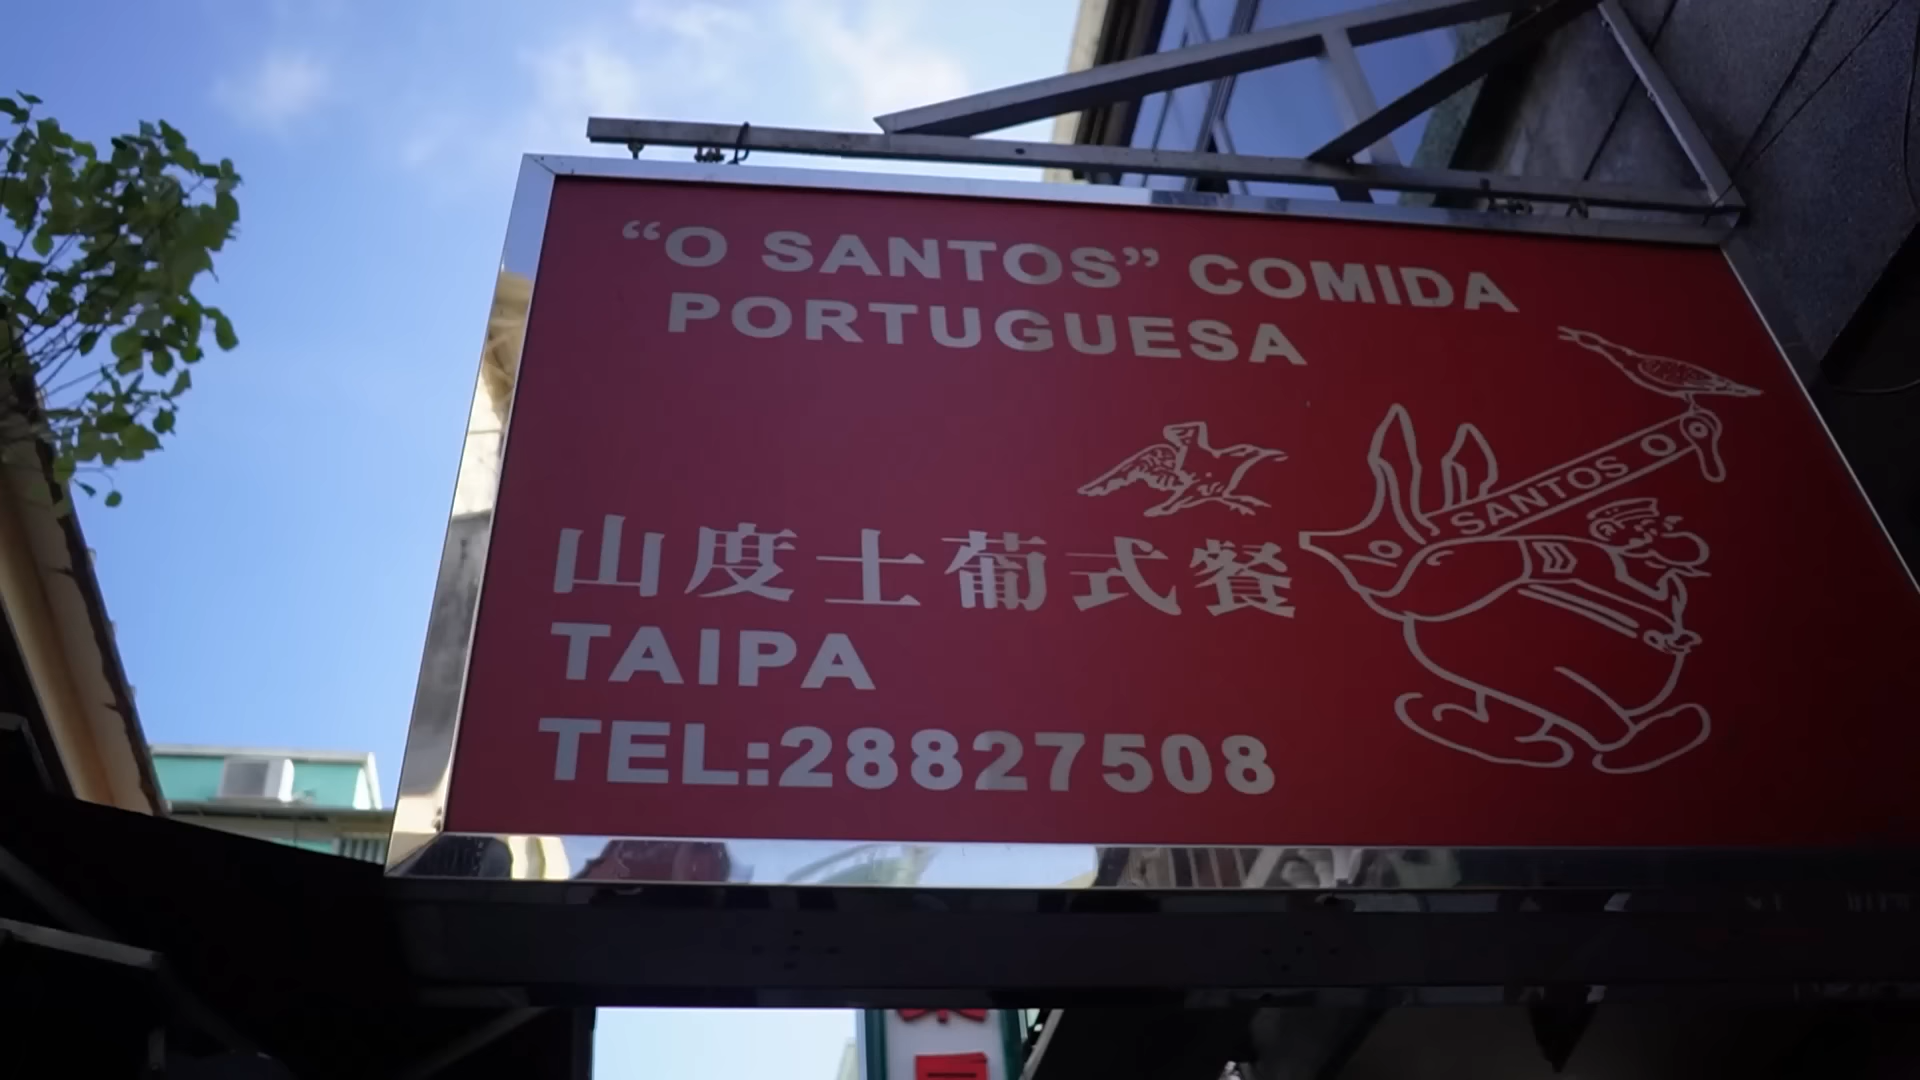 “O SANTOS” COMIDA
PORTUGUESA
SANTOS O
山度士葡式餐
TAIPA
TEL:28827508